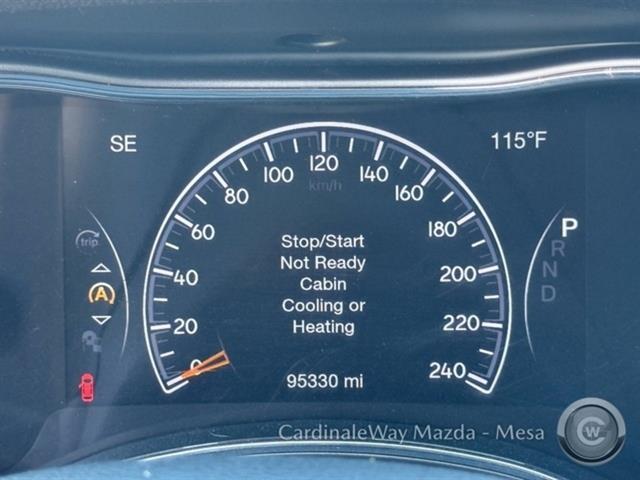 SE
115°F
0
20
40
60
80
100
120
140
160
180
200
220
240
km/h
trip
A
Stop/Start
Not Ready
Cabin
Cooling or
Heating
P
R
N
D
95330 mi
CardinaleWay Mazda - Mesa
CW